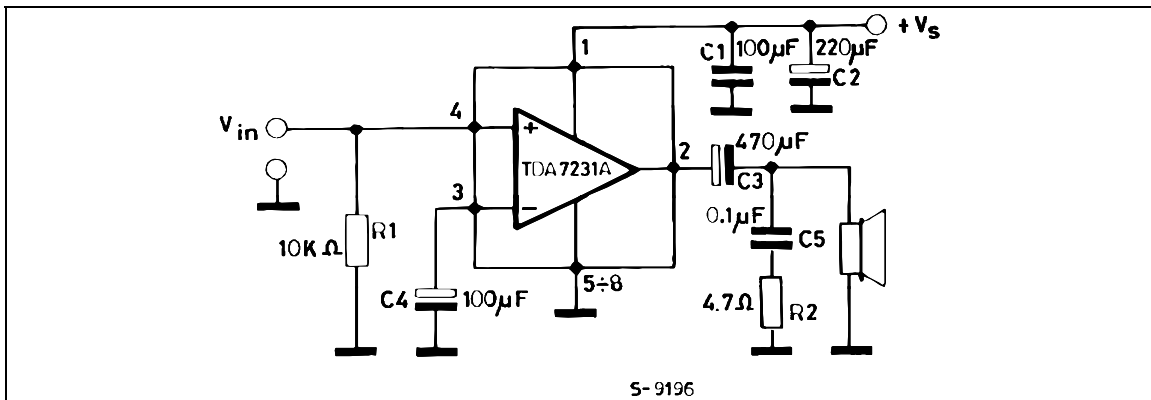 + Vs
1
C1
100µF
220µF
C2
Vin
4
+
TDA7231A
2
470µF
C3
3
−
0.1µF
C5
10KΩ
R1
C4
100µF
5÷8
4.7Ω
R2
S-9196